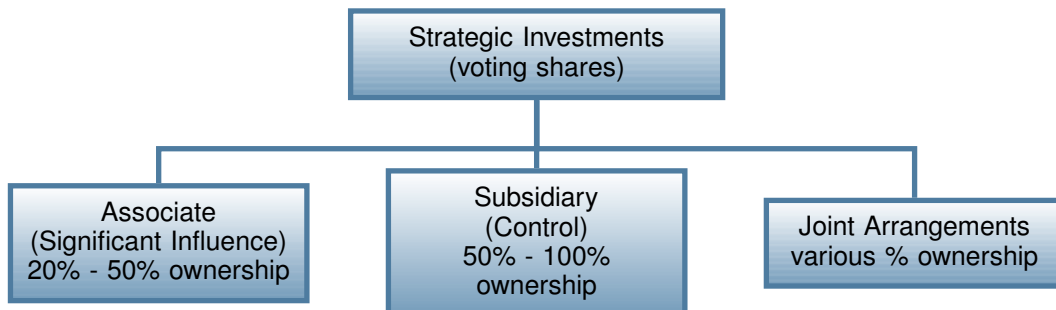 Strategic Investments
(voting shares)
Associate
(Significant Influence)
20% - 50% ownership
Subsidiary
(Control)
50% - 100%
ownership
Joint Arrangements
various % ownership